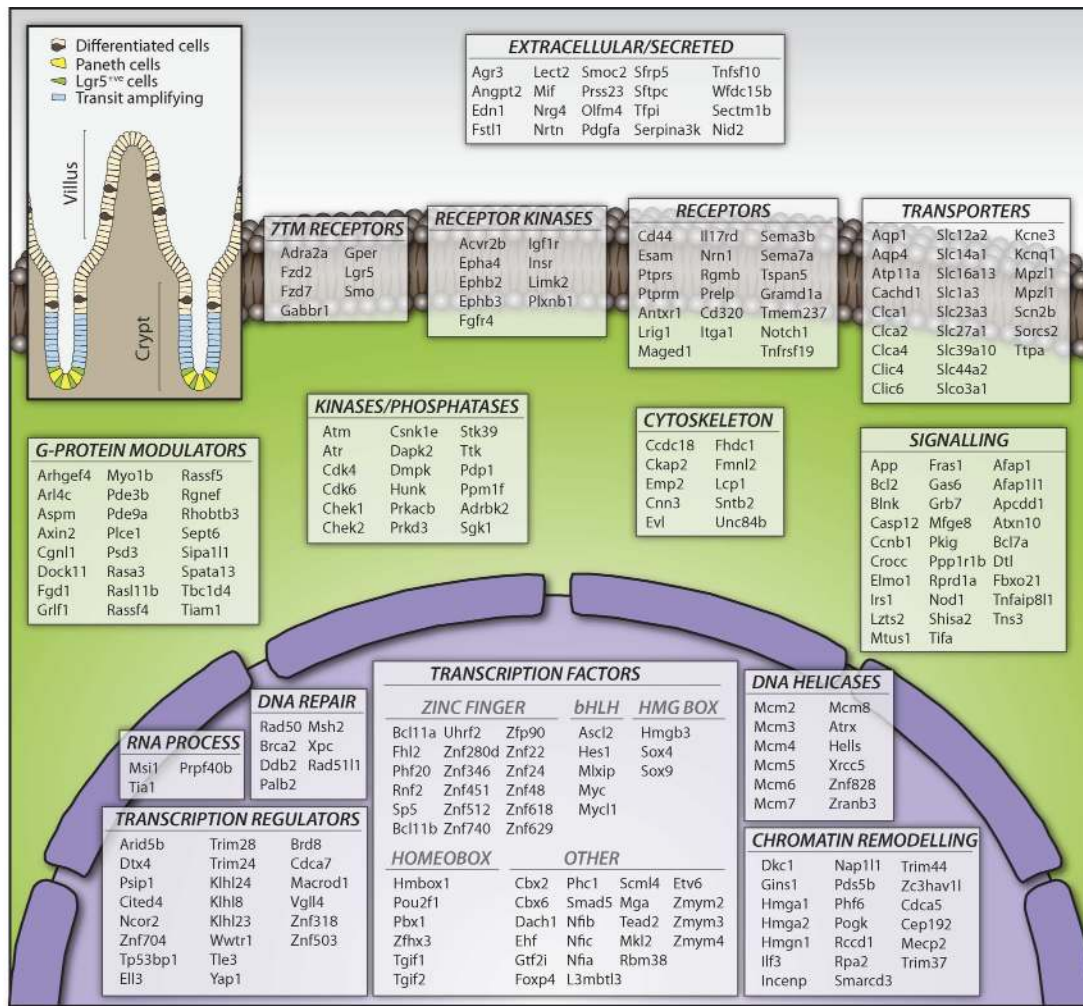 Differentiated cells
Paneth cells
Lgr5+ve cells
Transit amplifying
Villus
Crypt
EXTRACELLULAR/SECRETED
Agr3 Lect2 Smoc2 Sfrp5 Tnfsf10
Angpt2 Mif Prss23 Sftpc Wfdc15b
Edn1 Nrg4 Olfm4 Tfpi Sectm1b
Fstl1 Nrtn Pdgfa Serpina3k Nid2
7TM RECEPTORS
Adra2a Gper
Fzd2 Lgr5
Fzd7 Smo
Gabbr1
RECEPTOR KINASES
Acvr2b Igf1r
Epha4 Insr
Ephb2 Limk2
Ephb3 Plxnb1
Fgfr4
RECEPTORS
Cd44 Il17rd Sema3b
Esam Nrn1 Sema7a
Ptprs Rgmb Tspan5
Ptprm Prelp Gramd1a
Antxr1 Cd320 Tmem237
Lrig1 Itga1 Notch1
Maged1 Tnfrsf19
TRANSPORTERS
Aqp1 Slc12a2 Kcne3
Aqp4 Slc14a1 Kcnq1
Atp11a Slc16a13 Mpzl1
Cachd1 Slc1a3 Mpzl1
Clca1 Slc23a3 Scn2b
Clca2 Slc27a1 Sorcs2
Clca4 Slc39a10 Ttpa
Clic4 Slc44a2
Clic6 Slco3a1
KINASES/PHOSPHATASES
Atm Csnk1e Stk39
Atr Dapk2 Ttk
Cdk4 Dmpk Pdp1
Cdk6 Hunk Ppm1f
Chek1 Prkacb Adrbk2
Chek2 Prkd3 Sgk1
CYTOSKELETON
Ccdc18 Fhdc1
Ckap2 Fmnl2
Emp2 Lcp1
Cnn3 Sntb2
Evl Unc84b
G-PROTEIN MODULATORS
Arhgef4 Myo1b Rassf5
Arl4c Pde3b Rgnef
Aspm Pde9a Rhobtb3
Axin2 Plce1 Sept6
Cgnl1 Psd3 Sipa1l1
Dock11 Rasa3 Spata13
Fgd1 Rasl11b Tbc1d4
Grlf1 Rassf4 Tiam1
SIGNALLING
App Fras1 Afap1
Bcl2 Gas6 Afap1l1
Blnk Grb7 Apcdd1
Casp12 Mfge8 Atxn10
Ccnb1 Pkig Bcl7a
Crocc Ppp1r1b Dtl
Elmo1 Rprd1a Fbxo21
Irs1 Nod1 Tnfaip8l1
Lzts2 Shisa2 Tns3
Mtus1 Tifa
DNA REPAIR
Rad50 Msh2
Brca2 Xpc
Ddb2 Rad51l1
Palb2
RNA PROCESS
Msi1 Prpf40b
Tia1
TRANSCRIPTION FACTORS
ZINC FINGER bHLH HMG BOX
Bcl11a Uhrf2 Zfp90 Ascl2 Hmgb3
Fhl2 Znf280d Znf22 Hes1 Sox4
Phf20 Znf346 Znf24 Mlxip Sox9
Rnf2 Znf451 Znf48 Myc
Sp5 Znf512 Znf618 Mycl1
Bcl11b Znf740 Znf629
HOMEOBOX OTHER
Hmbox1 Cbx2 Phc1 Scml4 Etv6
Pou2f1 Cbx6 Smad5 Mga Zmym2
Pbx1 Dach1 Nfib Tead2 Zmym3
Zfhx3 Ehf Nfic Mkl2 Zmym4
Tgif1 Gtf2i Nfia Rbm38
Tgif2 Foxp4 L3mbtl3
DNA HELICASES
Mcm2 Mcm8
Mcm3 Atrx
Mcm4 Hells
Mcm5 Xrcc5
Mcm6 Znf828
Mcm7 Zranb3
TRANSCRIPTION REGULATORS
Arid5b Trim28 Brd8
Dtx4 Trim24 Cdca7
Psip1 Klhl24 Macrod1
Cited4 Klhl8 Vgll4
Ncor2 Klhl23 Znf318
Znf704 Wwtr1 Znf503
Tp53bp1 Tle3
Ell3 Yap1
CHROMATIN REMODELLING
Dkc1 Nap1l1 Trim44
Gins1 Pds5b Zc3hav1l
Hmga1 Phf6 Cdca5
Hmga2 Pogk Cep192
Hmgn1 Rccd1 Mecp2
Ilf3 Rpa2 Trim37
Incenp Smarcd3